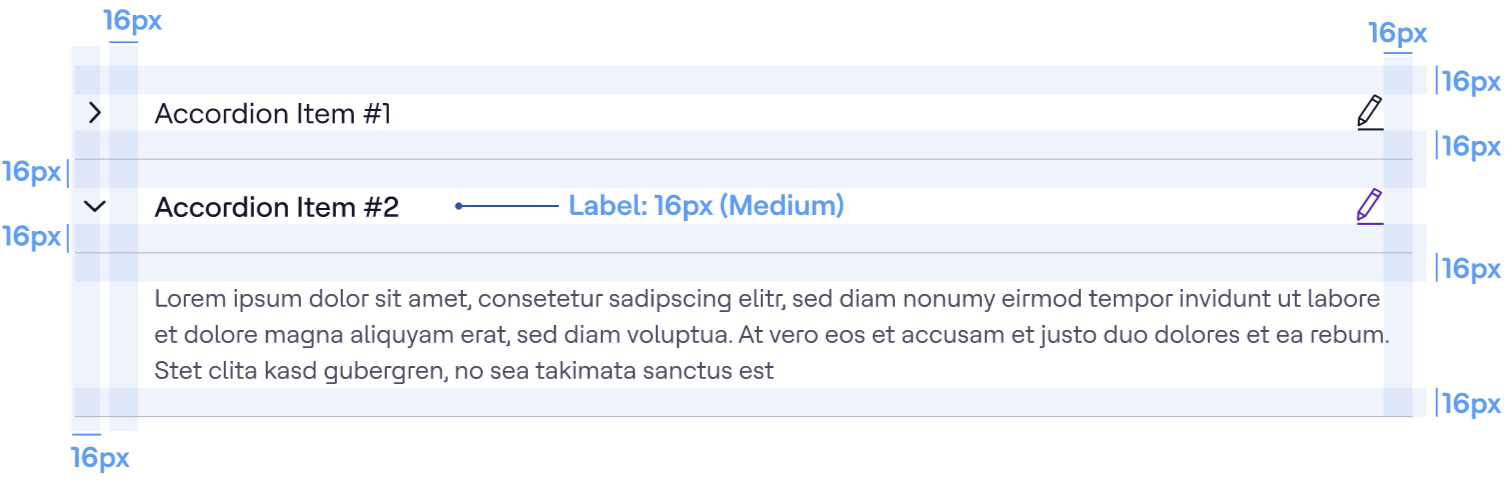 16px
16px
16px
Accordion Item #1
16px
16px
Accordion Item #2
Label: 16px (Medium)
16px
16px
Lorem ipsum dolor sit amet, consetetur sadipscing elitr, sed diam nonumy eirmod tempor invidunt ut labore
et dolore magna aliquyam erat, sed diam voluptua. At vero eos et accusam et justo duo dolores et ea rebum.
Stet clita kasd gubergren, no sea takimata sanctus est
16px
16px